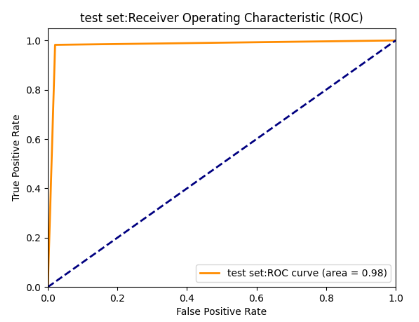 test set:Receiver Operating Characteristic (ROC)
True Positive Rate
1.0
0.8
0.6
0.4
0.2
0.0
test set:ROC curve (area = 0.98)
0.0 0.2 0.4 0.6 0.8 1.0
False Positive Rate